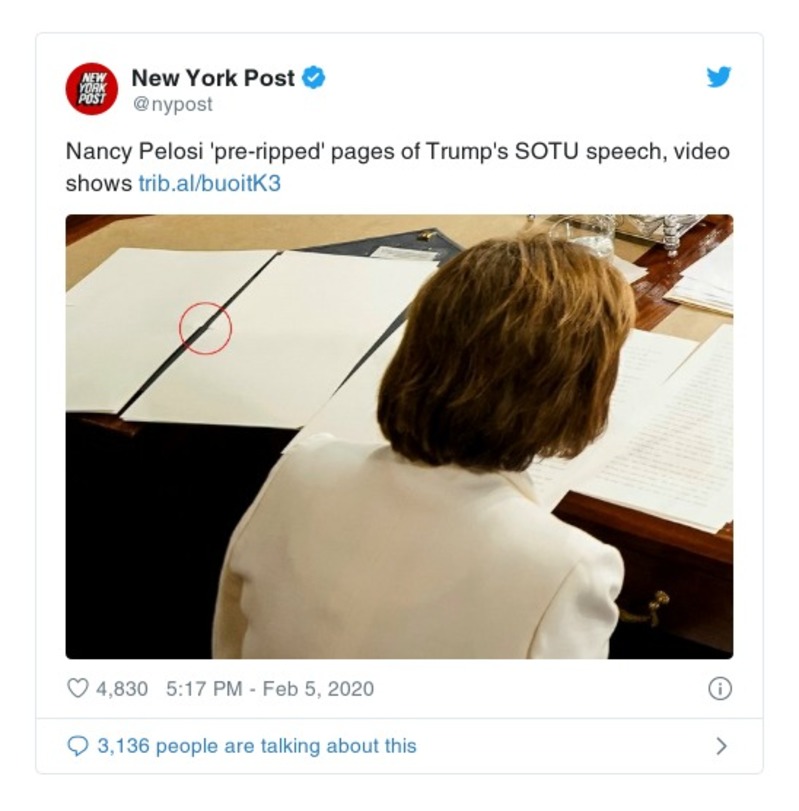 NEW
YORK
POST
New York Post
@nypost
Nancy Pelosi 'pre-ripped' pages of Trump's SOTU speech, video
shows trib.al/buoitK3
4,830 5:17 PM - Feb 5, 2020
3,136 people are talking about this